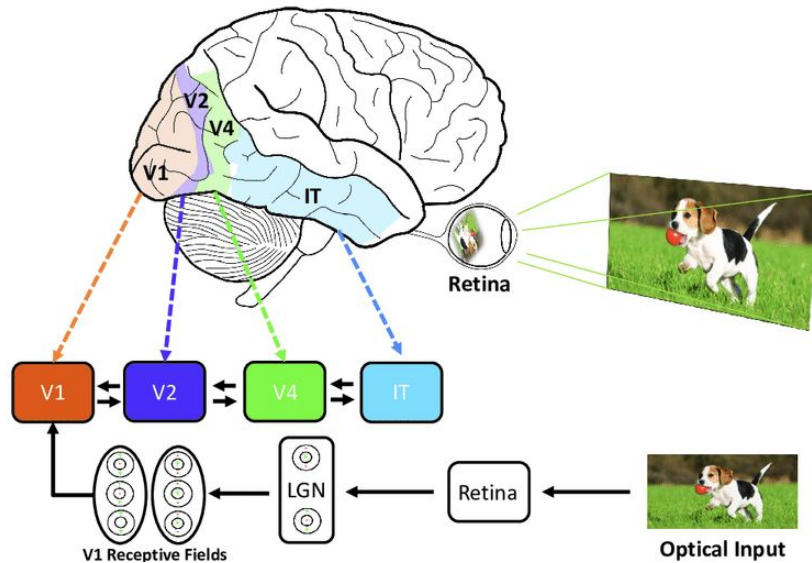 V2
V4
V1
IT
Retina
V1
V2
V4
IT
LGN
Retina
V1 Receptive Fields
Optical Input